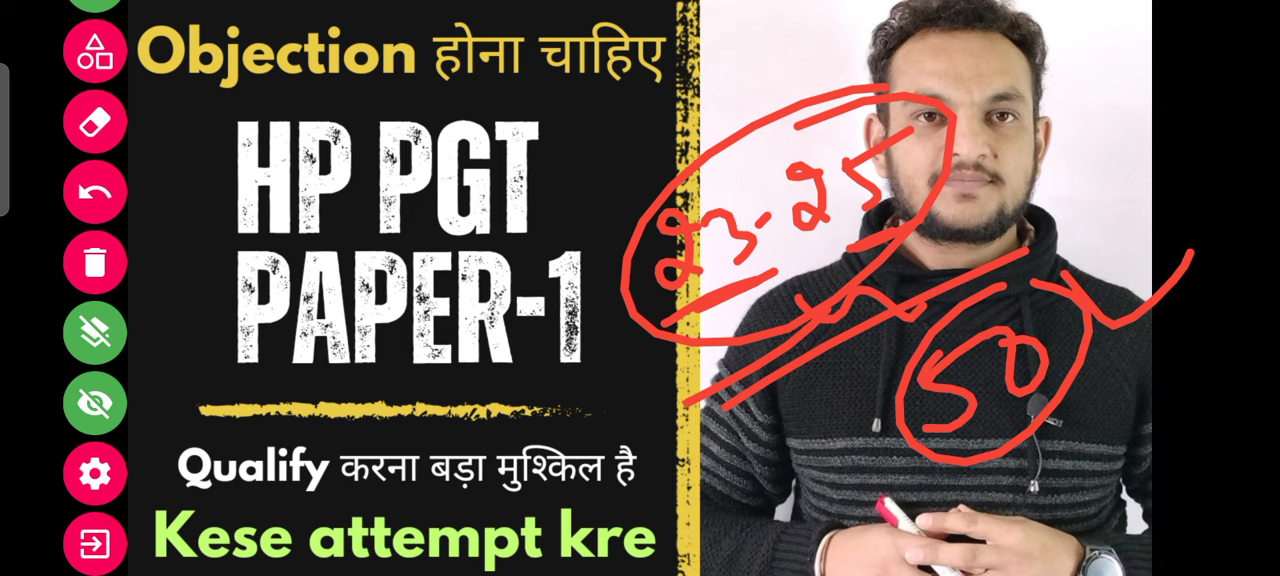 Objection होना चाहिए
HP PGT
PAPER-1
Qualify करना बड़ा मुश्किल है
Kese attempt kre
23-25
50